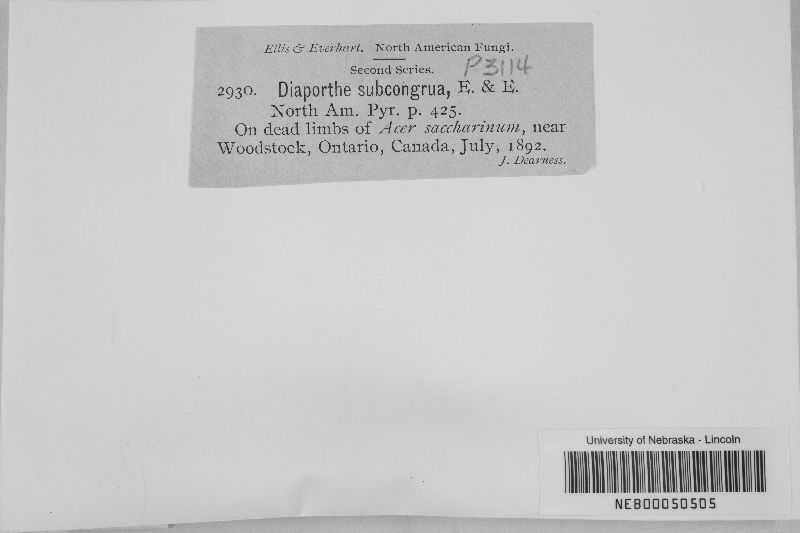 Ellis & Everhart. North American Fungi.
Second Series.
P3114
2930. Diaporthe subcongrua, E. & E.
North Am. Pyr. p. 425.
On dead limbs of Acer saccharinum, near
Woodstock, Ontario, Canada, July, 1892.
J. Dearness.
University of Nebraska - Lincoln
NEB00050505